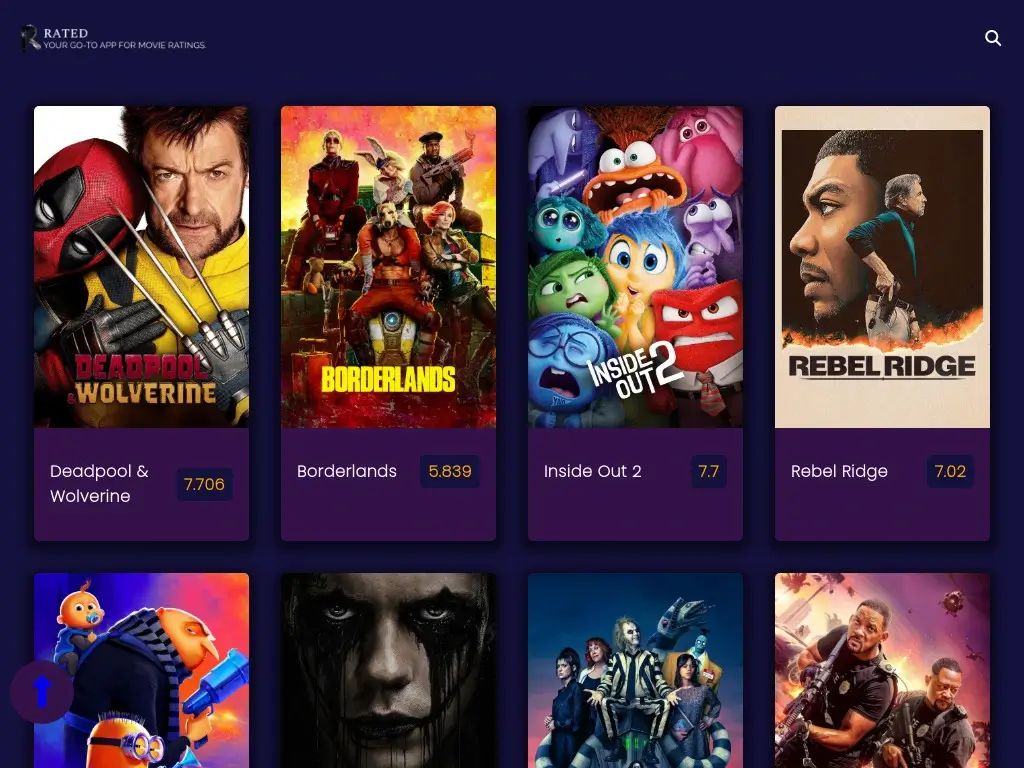 RATED
YOUR GO-TO APP FOR MOVIE RATINGS.
DEADPOOL
& WOLVERINE
BORDERLANDS
INSIDE
OUT 2
REBEL RIDGE
Deadpool &
Wolverine
7.706
Borderlands
5.839
Inside Out 2
7.7
Rebel Ridge
7.02